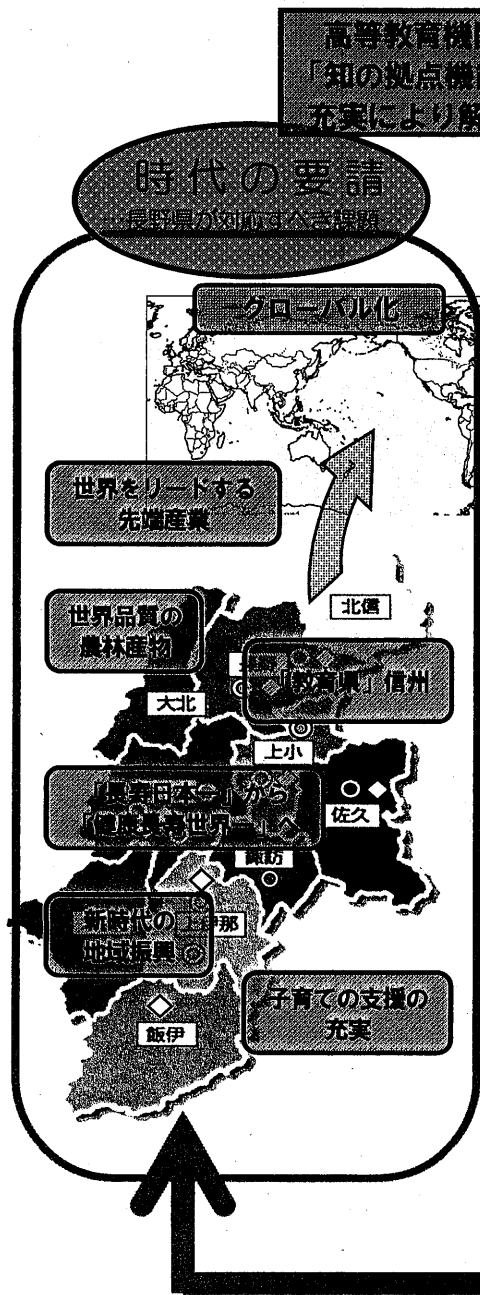 高等教育機関
「知の拠点機能
充実により解
時代の要請
長野県が対応すべき課題
グローバル化
世界をリードする
先端産業
北信
世界品質の
農林産物
長野
「教育県」信州
大北
上小
「長寿日本一」から
「健康長寿世界一」へ
佐久
諏訪
新時代の
地域振興
上伊那
子育ての支援の
充実
飯伊